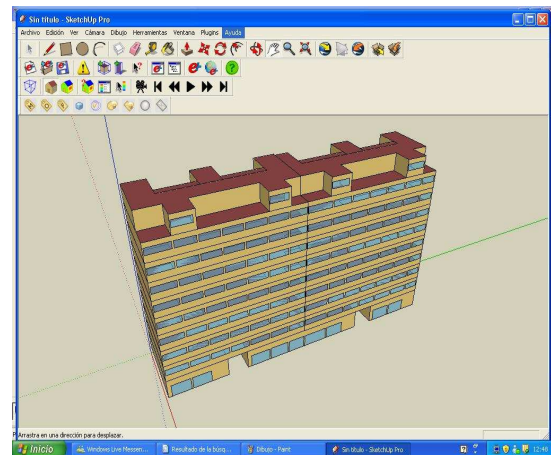 Sin título - SketchUp Pro
Archivo Edición Ver Cámara Dibujo Herramientas Ventana Plugins Ayuda
Arrastra en una dirección para desplazar.
Inicio Windows Live Messen... Resultado de la búsq... Dibujo - Paint Sin título - SketchUp Pro 12:48